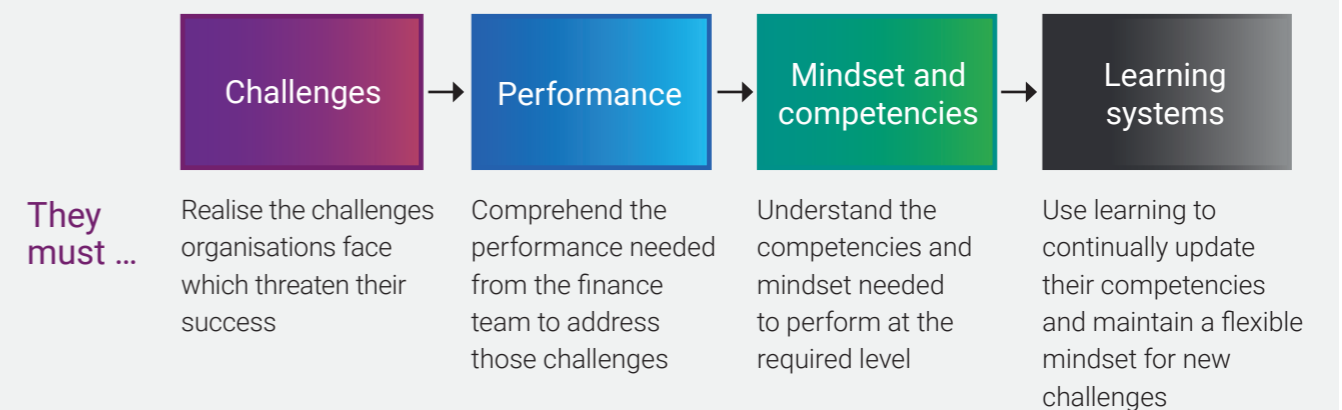 Challenges
Performance
Mindset and
competencies
Learning
systems
They
must ...
Realise the challenges
organisations face
which threaten their
success
Comprehend the
performance needed
from the finance
team to address
those challenges
Understand the
competencies and
mindset needed
to perform at the
required level
Use learning to
continually update
their competencies
and maintain a flexible
mindset for new
challenges